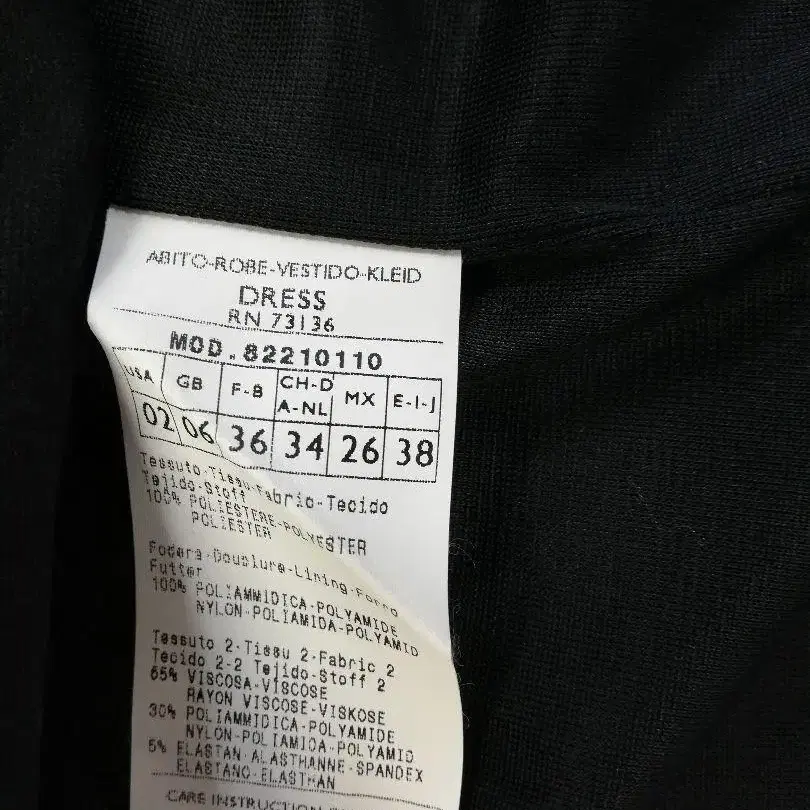 ABITO-ROBE-VESTIDO-KLEID
DRESS
RN 73136
MOD. 82210110
USA GB F-B CH-D A-NL MX E-I-J
02 06 36 34 26 38
Tessuto-Tissu-Fabric-Tecido
Tejido-Stoff
100% POLIESTERE-POLYESTER
POLIESTER
Fodera-Doublure-Lining-Forro
Futter
100% POLIAMMIDICA-POLYAMIDE
NYLON-POLIAMIDA-POLYAMID
Tessuto 2-Tissu 2-Fabric 2
Tecido 2-2 Tejido-Stoff 2
65% VISCOSA-VISCOSE
RAYON VISCOSE-VISKOSE
30% POLIAMMIDICA-POLYAMIDE
NYLON-POLIAMIDA-POLYAMID
5% ELASTAN-ALASTHANNE-SPANDEX
ELASTANO-ELASTHAN
CARE INSTRUCTION